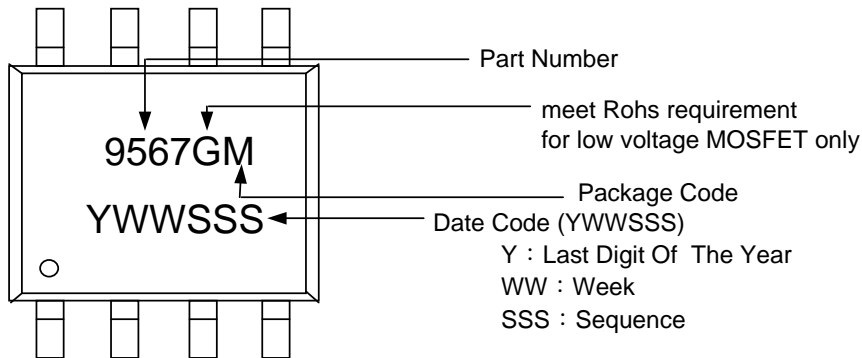 Part Number
meet Rohs requirement
for low voltage MOSFET only
9567GM
Package Code
YWWSSS
Date Code (YWWSSS)
Y：Last Digit Of The Year
WW：Week
SSS：Sequence